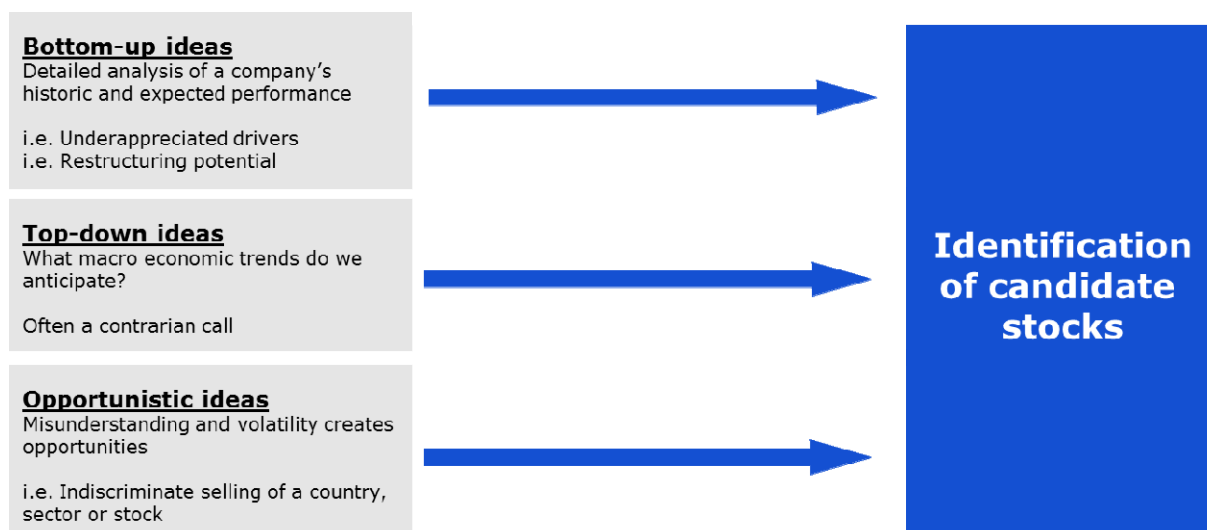 Bottom-up ideas
Detailed analysis of a company's
historic and expected performance
i.e. Underappreciated drivers
i.e. Restructuring potential
Top-down ideas
What macro economic trends do we
anticipate?
Often a contrarian call
Opportunistic ideas
Misunderstanding and volatility creates
opportunities
i.e. Indiscriminate selling of a country,
sector or stock
Identification
of candidate
stocks